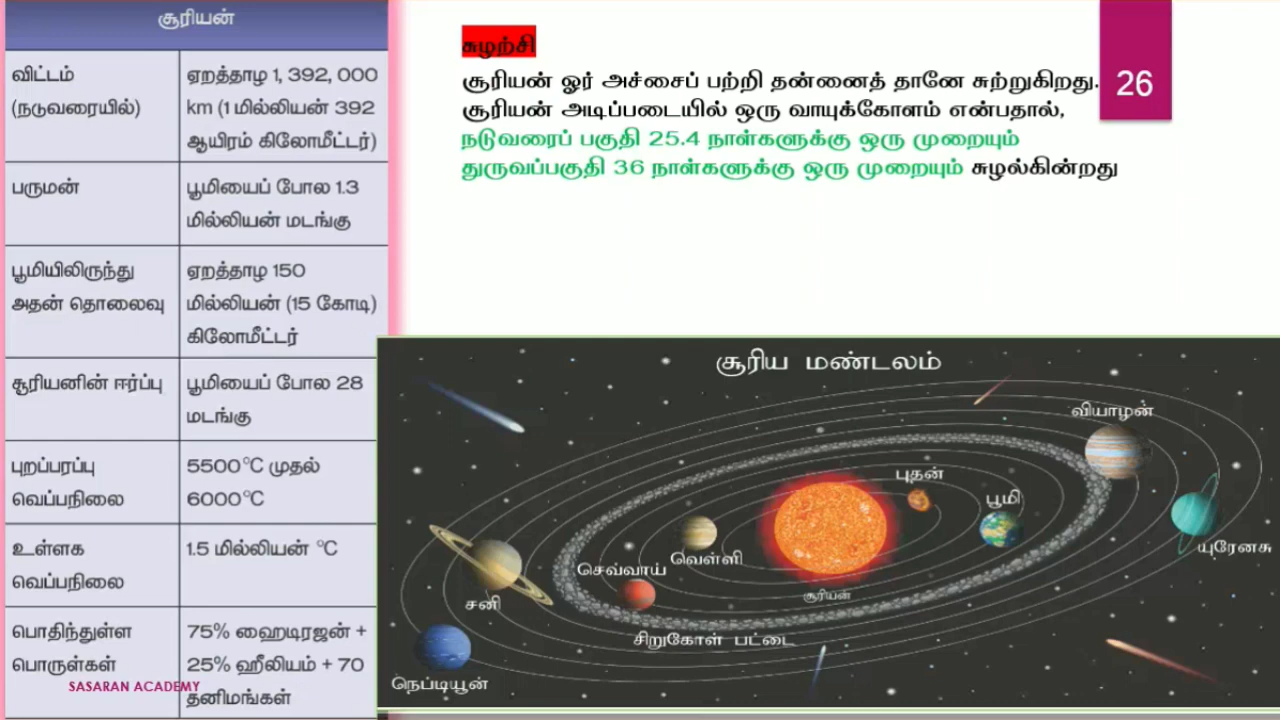 சூரியன்
விட்டம்
(நடுவரையில்)
ஏறத்தாழ 1, 392, 000
km (1 மில்லியன் 392
ஆயிரம் கிலோமீட்டர்)
பருமன்
பூமியைப் போல 1.3
மில்லியன் மடங்கு
பூமியிலிருந்து
அதன் தொலைவு
ஏறத்தாழ 150
மில்லியன் (15 கோடி)
கிலோமீட்டர்
சூரியனின் ஈர்ப்பு
பூமியைப் போல 28
மடங்கு
புறப்பரப்பு
வெப்பநிலை
5500°C முதல்
6000°C
உள்ளக
வெப்பநிலை
1.5 மில்லியன் °C
பொதிந்துள்ள
பொருள்கள்
75% ஹைடிரஜன் +
25% ஹீலியம் + 70
தனிமங்கள்
SASARAN ACADEMY
சுழற்சி
சூரியன் ஓர் அச்சைப் பற்றி தன்னைத் தானே சுற்றுகிறது.
சூரியன் அடிப்படையில் ஒரு வாயுக்கோளம் என்பதால்,
நடுவரைப் பகுதி 25.4 நாள்களுக்கு ஒரு முறையும்
துருவப்பகுதி 36 நாள்களுக்கு ஒரு முறையும் சுழல்கின்றது
26
சூரிய மண்டலம்
வியாழன்
புதன்
பூமி
யுரேனசு
வெள்ளி
செவ்வாய்
சூரியன்
சனி
சிறுகோள் பட்டை
நெப்டியூன்